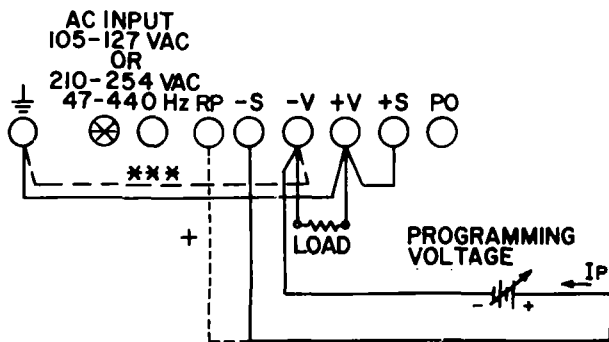 AC INPUT
105-127 VAC
OR
210-254 VAC
47-440 Hz RP -S -V +V +S PO
***
+
LOAD
PROGRAMMING
VOLTAGE
IP
- +